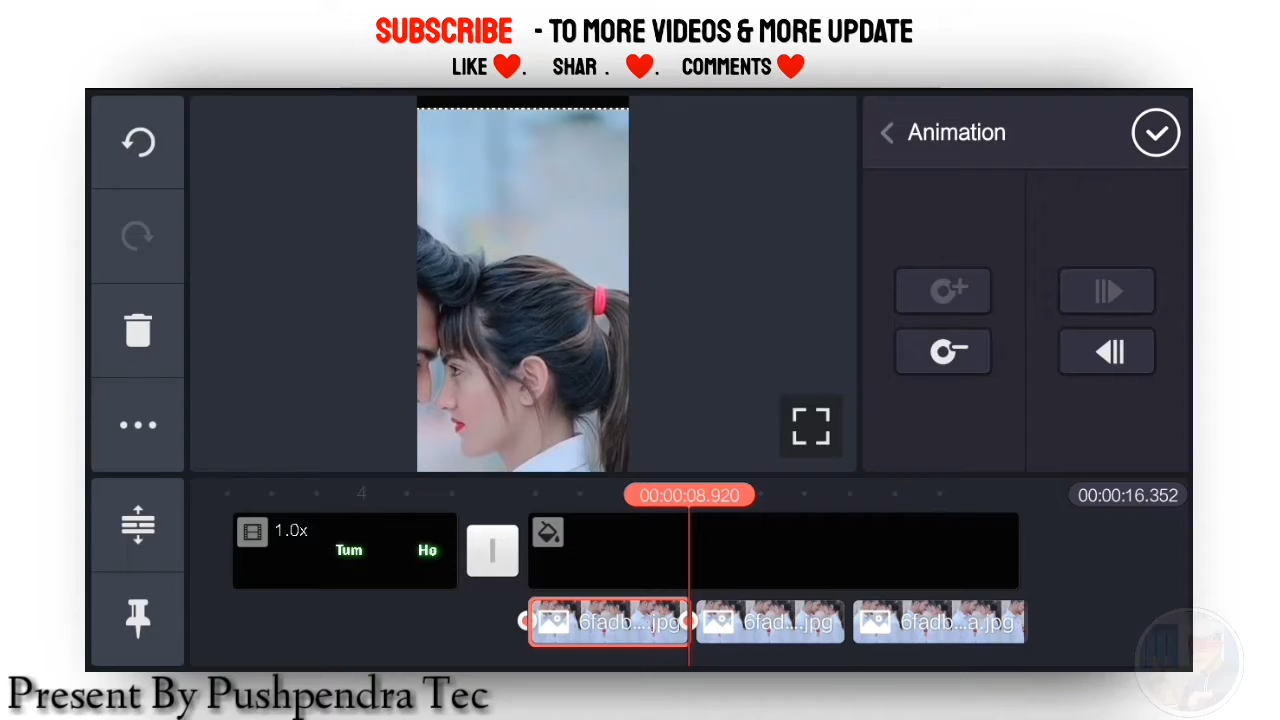 SUBSCRIBE - TO MORE VIDEOS & MORE UPDATE
LIKE ❤. SHAR . ❤. COMMENTS ❤
Animation
4
00:00:08.920
00:00:16.352
1.0x
Tum Ho
6fadb....jpg
6fad....jpg
6fadb...a.jpg
Present By Pushpendra Tec